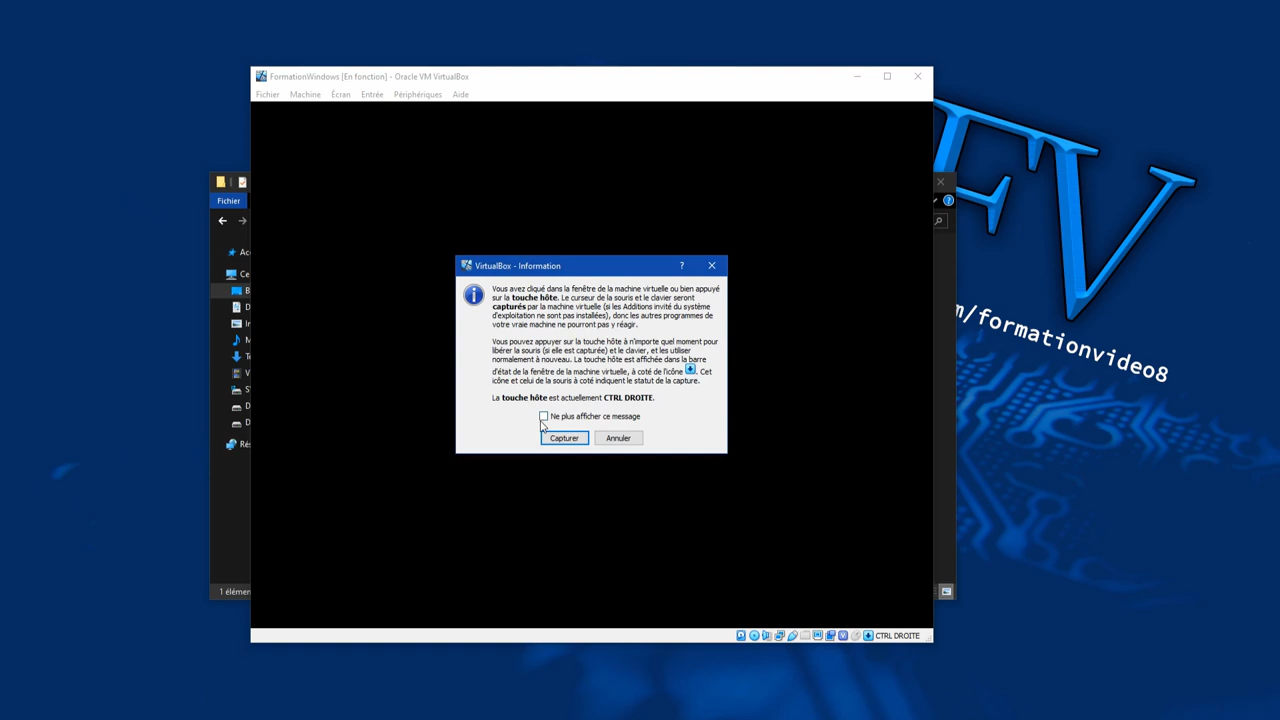 FormationWindows [En fonction] - Oracle VM VirtualBox
Fichier Machine Écran Entrée Périphériques Aide
FV
Fichier
VirtualBox - Information
Vous avez cliqué dans la fenêtre de la machine virtuelle ou bien appuyé
sur la touche hôte. Le curseur de la souris et le clavier seront
capturés par la machine virtuelle (si les Additions invité du système
d'exploitation ne sont pas installées), donc les autres programmes de
votre vraie machine ne pourront pas y réagir.
Vous pouvez appuyer sur la touche hôte à n'importe quel moment pour
libérer la souris (si elle est capturée) et le clavier, et les utiliser
normalement à nouveau. La touche hôte est affichée dans la barre
d'état de la fenêtre de la machine virtuelle, à coté de l'icône . Cet
icône et celui de la souris à coté indiquent le statut de la capture.
La touche hôte est actuellement CTRL DROITE.
Ne plus afficher ce message
Capturer Annuler
m/formationvideo8
1 élémen
CTRL DROITE